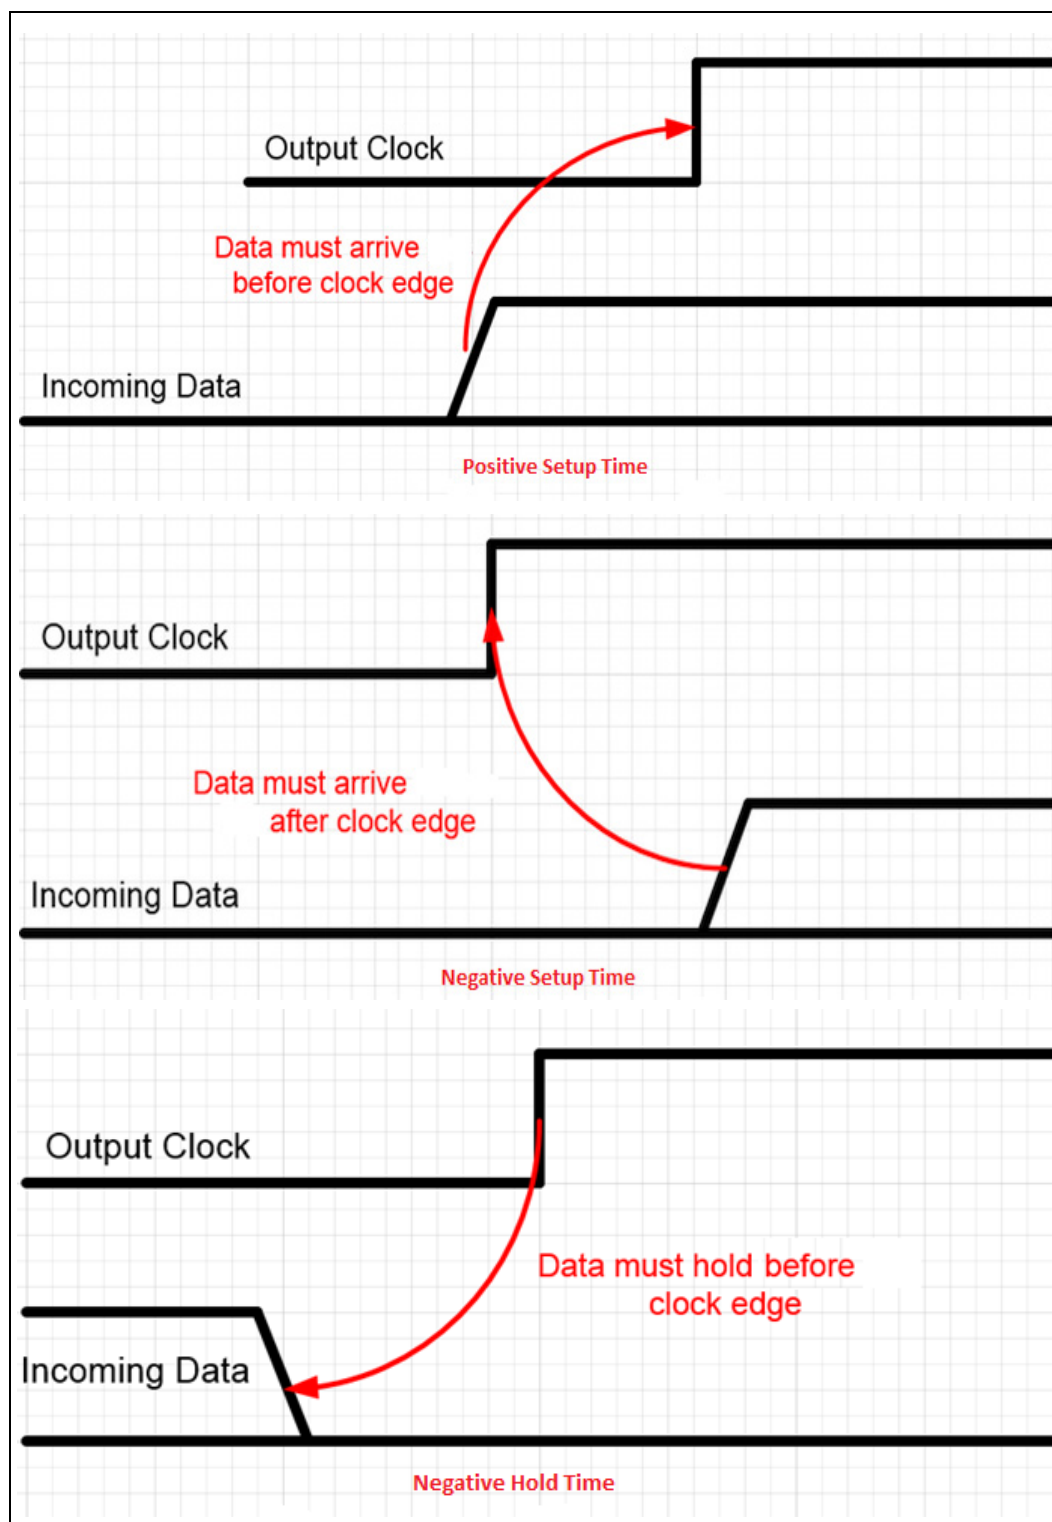 Output Clock
Data must arrive
before clock edge
Incoming Data
Positive Setup Time
Output Clock
Data must arrive
after clock edge
Incoming Data
Negative Setup Time
Output Clock
Data must hold before
clock edge
Incoming Data
Negative Hold Time